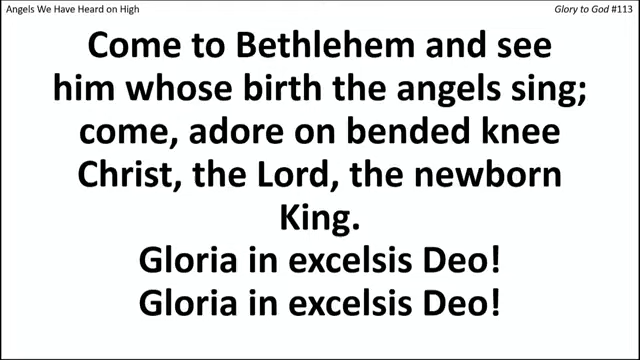 Angels We Have Heard on High
Glory to God #113
Come to Bethlehem and see
him whose birth the angels sing;
come, adore on bended knee
Christ, the Lord, the newborn
King.
Gloria in excelsis Deo!
Gloria in excelsis Deo!